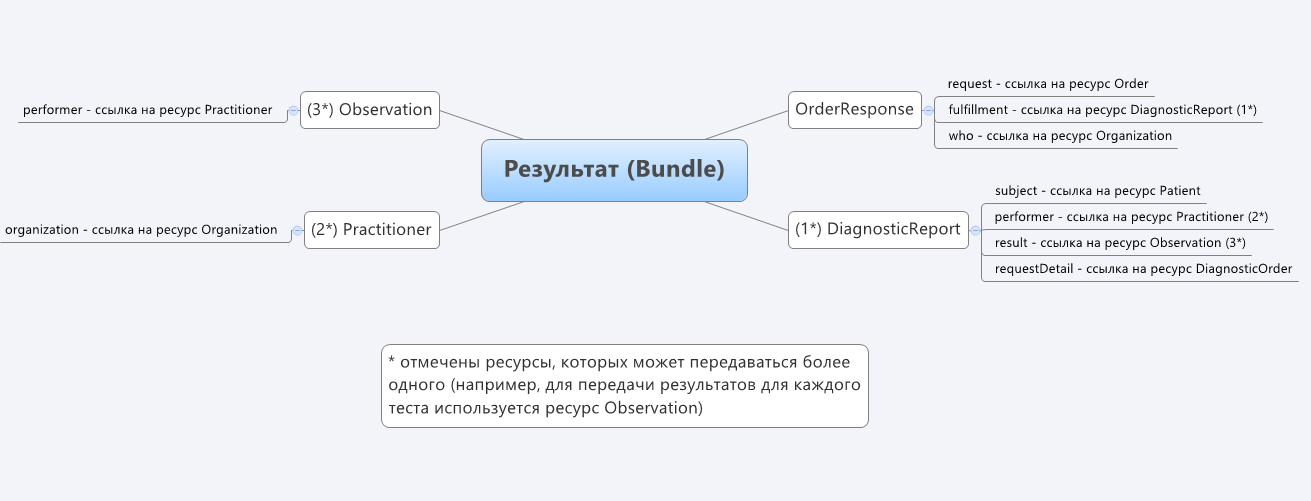 performer - ссылка на ресурс Practitioner
(3*) Observation
organization - ссылка на ресурс Organization
(2*) Practitioner
Результат (Bundle)
OrderResponse
request - ссылка на ресурс Order
fulfillment - ссылка на ресурс DiagnosticReport (1*)
who - ссылка на ресурс Organization
(1*) DiagnosticReport
subject - ссылка на ресурс Patient
performer - ссылка на ресурс Practitioner (2*)
result - ссылка на ресурс Observation (3*)
requestDetail - ссылка на ресурс DiagnosticOrder
* отмечены ресурсы, которых может передаваться более
одного (например, для передачи результатов для каждого
теста используется ресурс Observation)